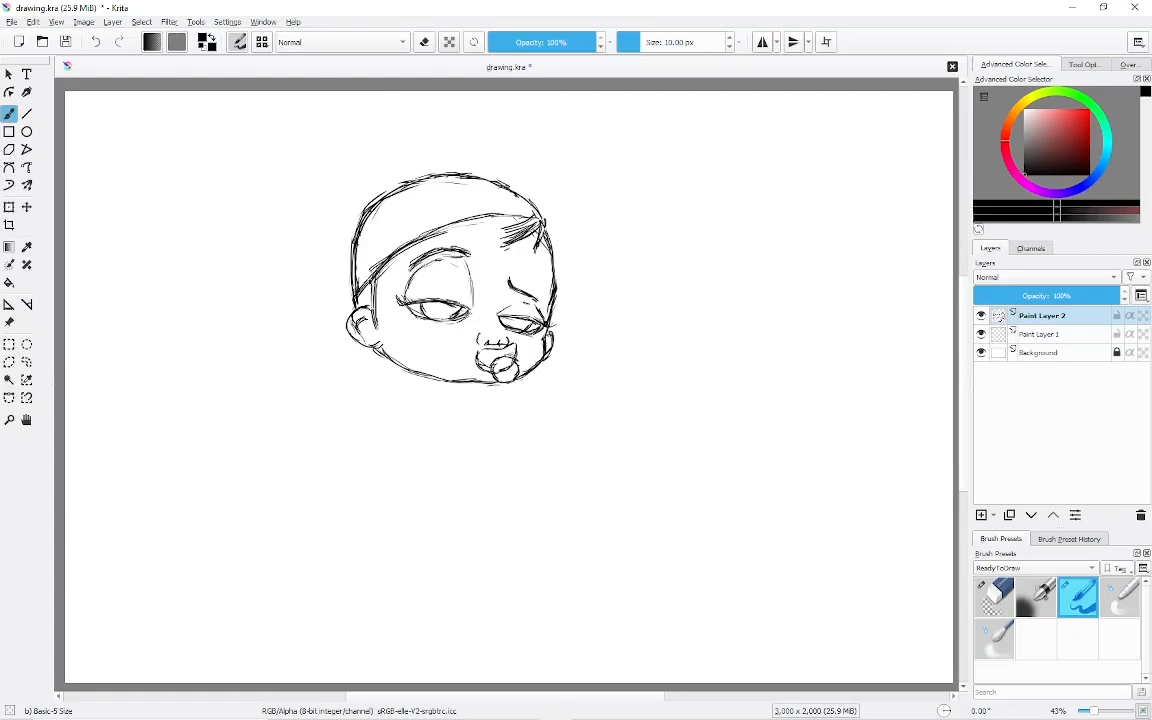 drawing.kra (25.9 MiB) * - Krita
File Edit View Image Layer Select Filter Tools Settings Window Help
Normal Opacity: 100% Size: 10.00 px
drawing.kra *
Advanced Color Sele... Tool Opt... Over...
Advanced Color Selector
Layers Channels
Layers
Normal
Opacity: 100%
Paint Layer 2
Paint Layer 1
Background
Brush Presets Brush Preset History
Brush Presets
ReadyToDraw Tag
Search
b) Basic-5 Size RGB/Alpha (8-bit integer/channel) sRGB-elle-V2-srgbtrc.icc 3,000 x 2,000 (25.9 MiB) 0.00° 43%